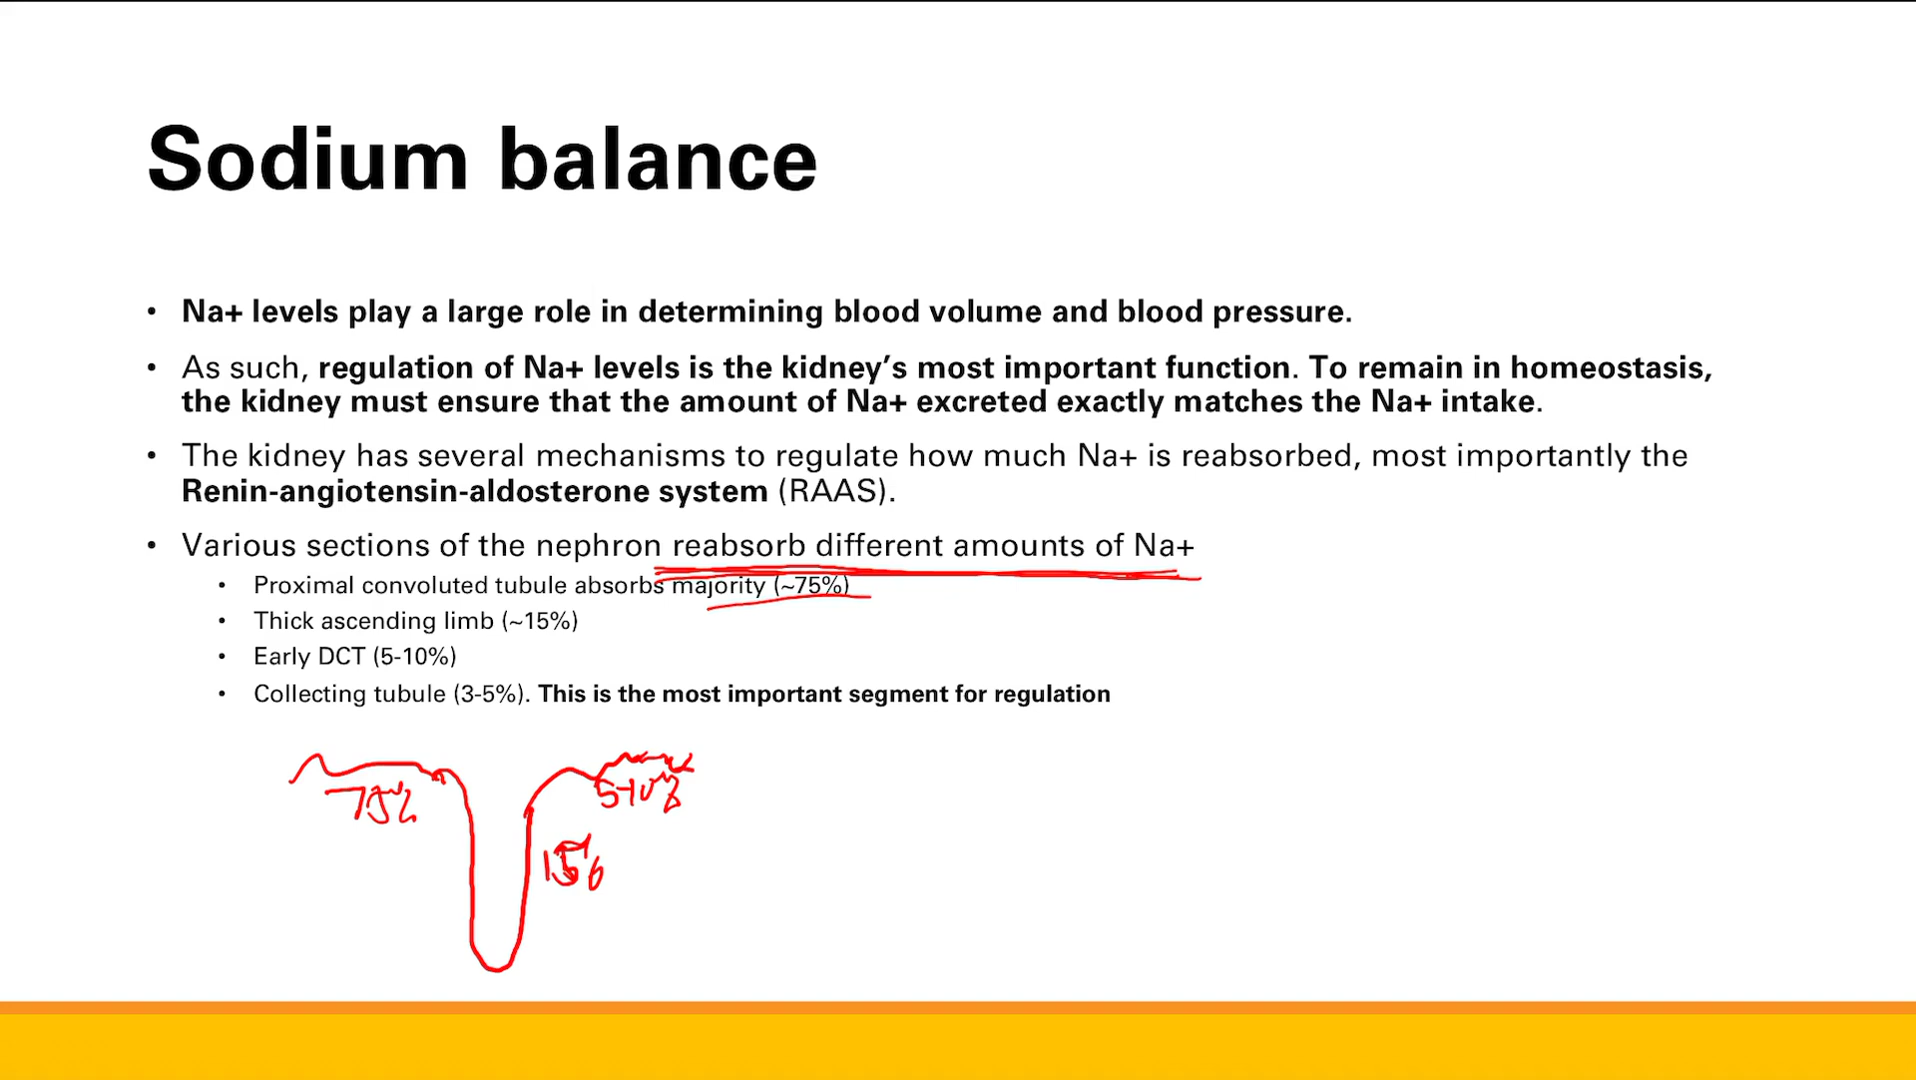 Sodium balance
• Na+ levels play a large role in determining blood volume and blood pressure.
• As such, regulation of Na+ levels is the kidney’s most important function. To remain in homeostasis,
the kidney must ensure that the amount of Na+ excreted exactly matches the Na+ intake.
• The kidney has several mechanisms to regulate how much Na+ is reabsorbed, most importantly the
Renin-angiotensin-aldosterone system (RAAS).
• Various sections of the nephron reabsorb different amounts of Na+
• Proximal convoluted tubule absorbs majority (~75%)
• Thick ascending limb (~15%)
• Early DCT (5-10%)
• Collecting tubule (3-5%). This is the most important segment for regulation
75%
5-10%
15%